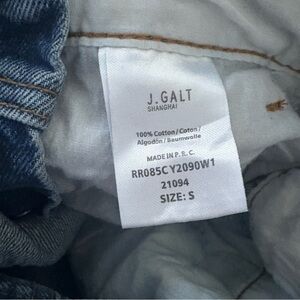 J.GALT
SHANGHAI
100% Cotton / Coton /
Algodón / Baumwolle
MADE IN P.R.C.
RR085CY2090W1
21094
SIZE: S